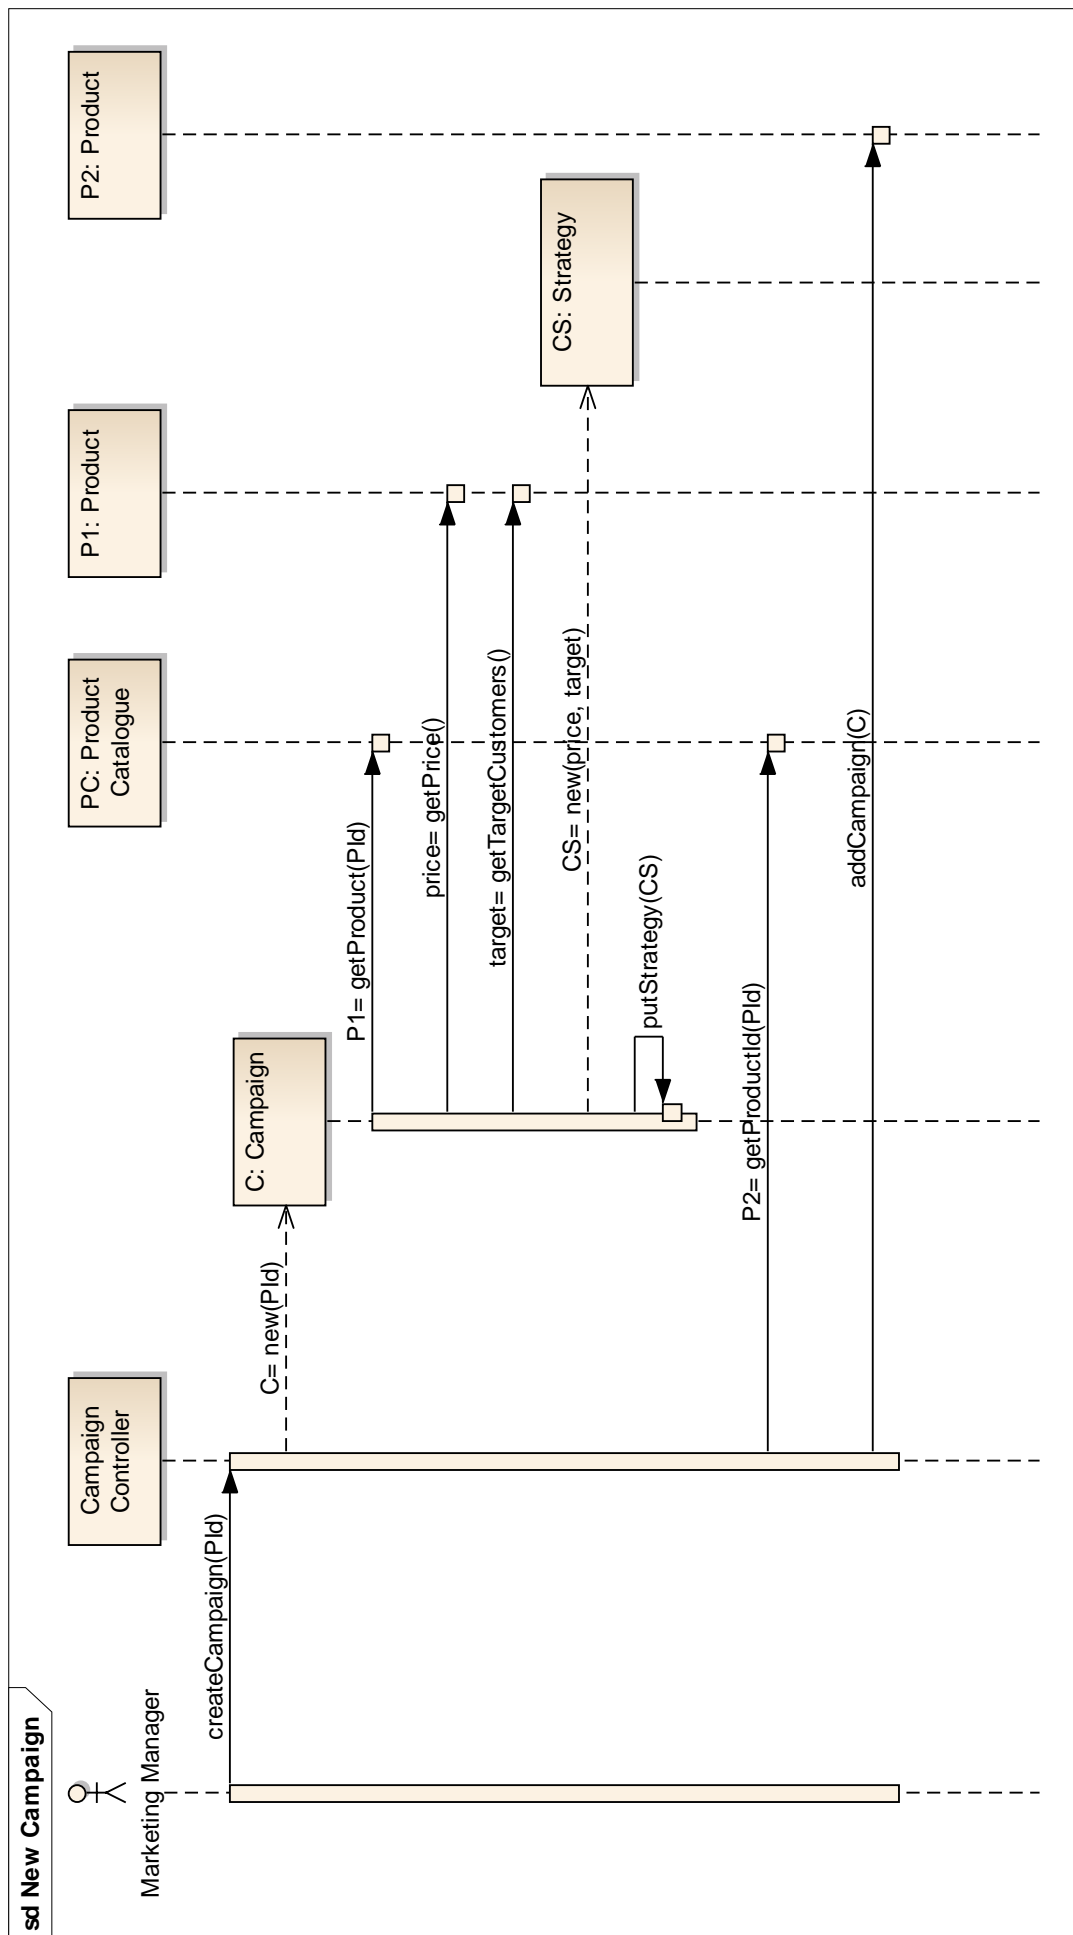 sd New Campaign
Marketing Manager
Campaign
Controller
PC: Product
Catalogue
P1: Product
P2: Product
createCampaign(PId)
C= new(PId)
C: Campaign
P1= getProduct(PId)
price= getPrice()
target= getTargetCustomers()
CS= new(price, target)
CS: Strategy
putStrategy(CS)
P2= getProductId(PId)
addCampaign(C)